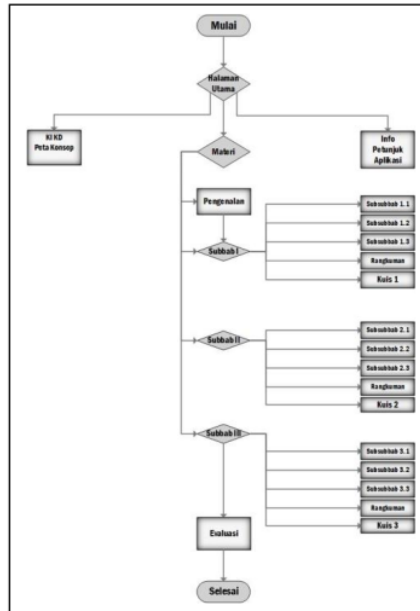 Mulai
Halaman
Utama
KI KD
Peta Konsep
Info
Petunjuk
Aplikasi
Materi
Pengenalan
Subbab I
Subsubbab 1.1
Subsubbab 1.2
Subsubbab 1.3
Rangkuman
Kuis 1
Subbab II
Subsubbab 2.1
Subsubbab 2.2
Subsubbab 2.3
Rangkuman
Kuis 2
Subbab III
Subsubbab 3.1
Subsubbab 3.2
Subsubbab 3.3
Rangkuman
Kuis 3
Evaluasi
Selesai